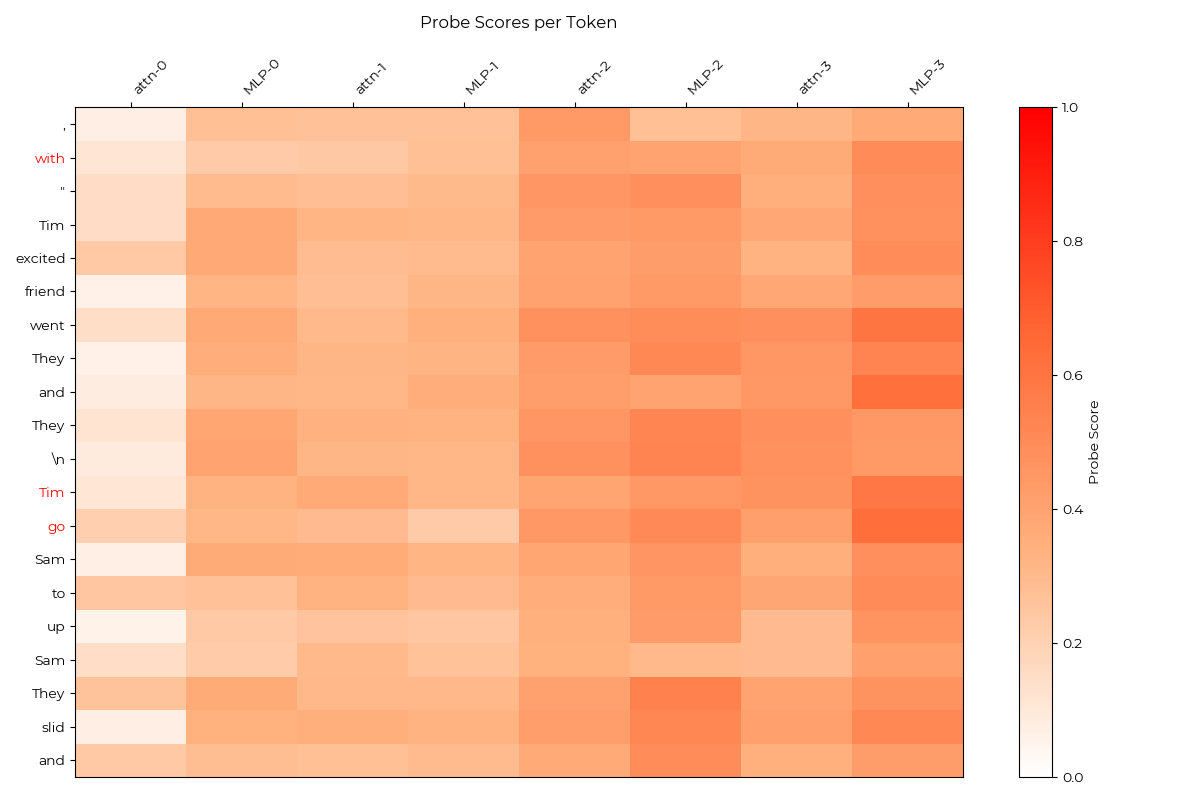 Probe Scores per Token
attn-0 MLP-0 attn-1 MLP-1 attn-2 MLP-2 attn-3 MLP-3
,
with
"
Tim
excited
friend
went
They
and
They
\n
Tim
go
Sam
to
up
Sam
They
slid
and
1.0
0.8
0.6
0.4
0.2
0.0
Probe Score